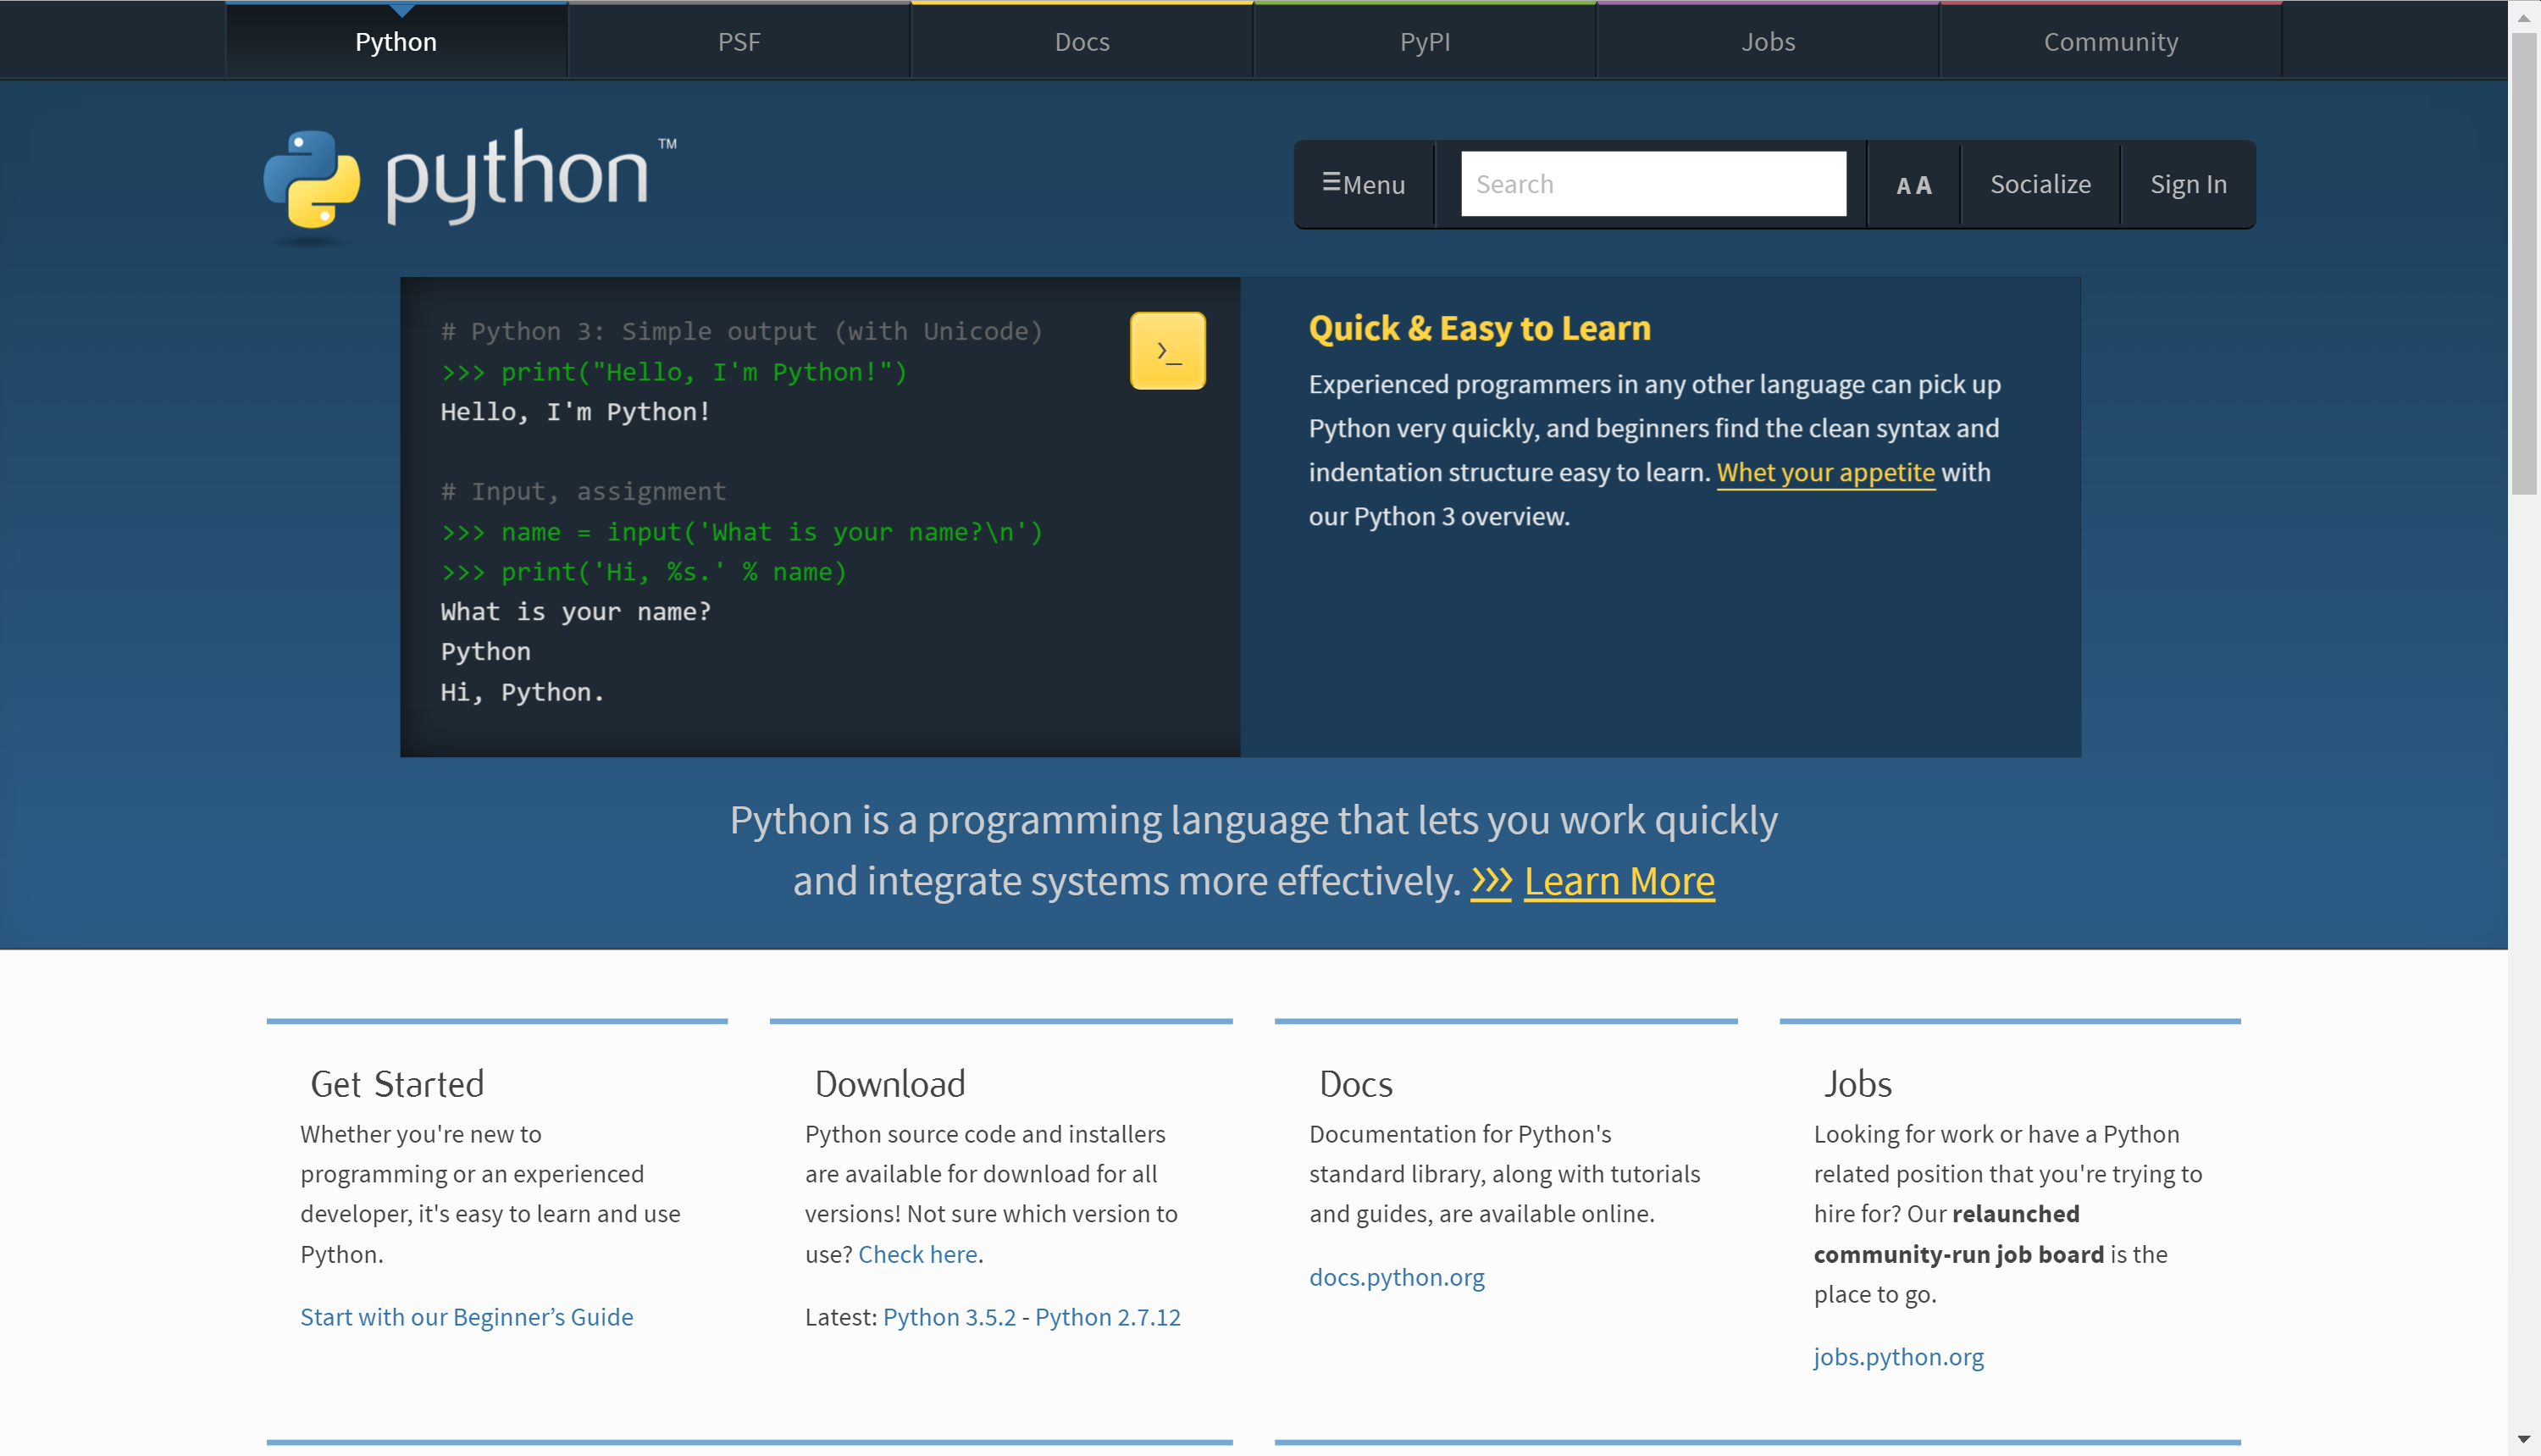 Python
PSF
Docs
PyPI
Jobs
Community
python™
Menu
Search
A A
Socialize
Sign In
# Python 3: Simple output (with Unicode)
>>> print("Hello, I'm Python!")
Hello, I'm Python!
# Input, assignment
>>> name = input('What is your name?\n')
>>> print('Hi, %s.' % name)
What is your name?
Python
Hi, Python.
>_
Quick & Easy to Learn
Experienced programmers in any other language can pick up
Python very quickly, and beginners find the clean syntax and
indentation structure easy to learn. Whet your appetite with
our Python 3 overview.
Python is a programming language that lets you work quickly
and integrate systems more effectively. >>> Learn More
Get Started
Whether you're new to
programming or an experienced
developer, it's easy to learn and use
Python.
Start with our Beginner’s Guide
Download
Python source code and installers
are available for download for all
versions! Not sure which version to
use? Check here.
Latest: Python 3.5.2 - Python 2.7.12
Docs
Documentation for Python's
standard library, along with tutorials
and guides, are available online.
docs.python.org
Jobs
Looking for work or have a Python
related position that you're trying to
hire for? Our relaunched
community-run job board is the
place to go.
jobs.python.org